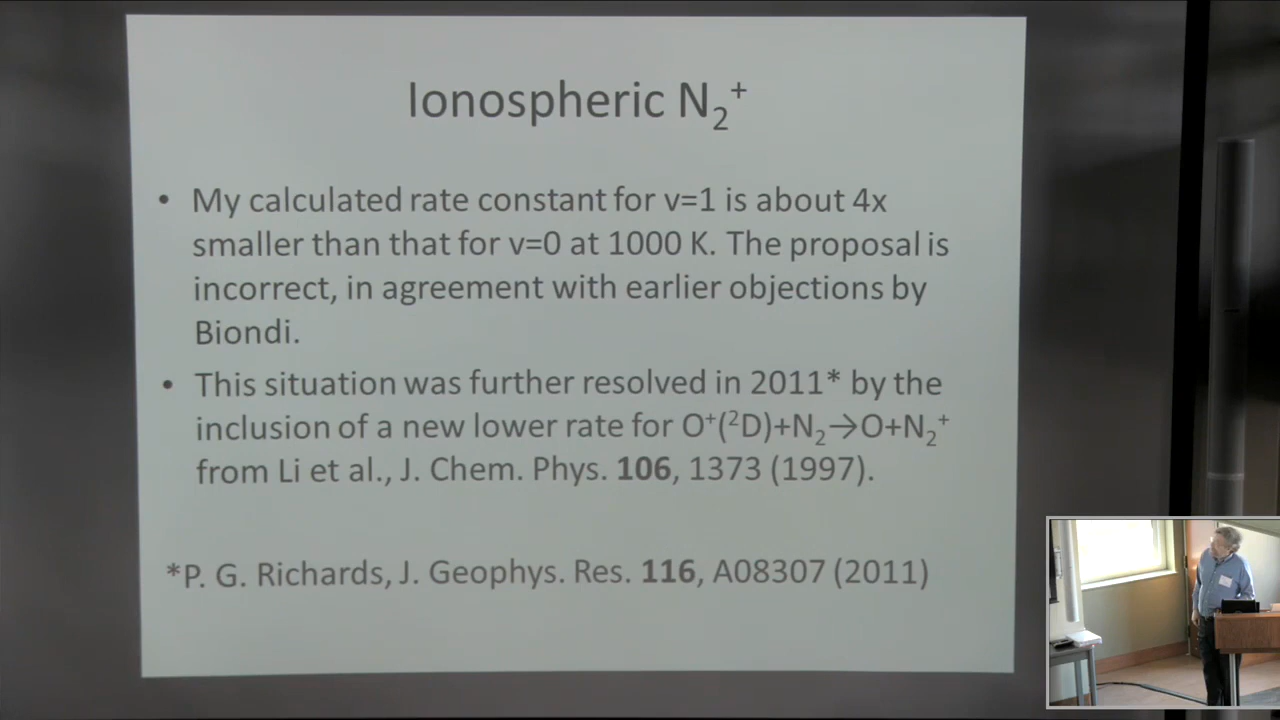 Ionospheric N₂⁺
• My calculated rate constant for v=1 is about 4x
smaller than that for v=0 at 1000 K. The proposal is
incorrect, in agreement with earlier objections by
Biondi.
• This situation was further resolved in 2011* by the
inclusion of a new lower rate for O⁺(²D)+N₂→O+N₂⁺
from Li et al., J. Chem. Phys. 106, 1373 (1997).
*P. G. Richards, J. Geophys. Res. 116, A08307 (2011)